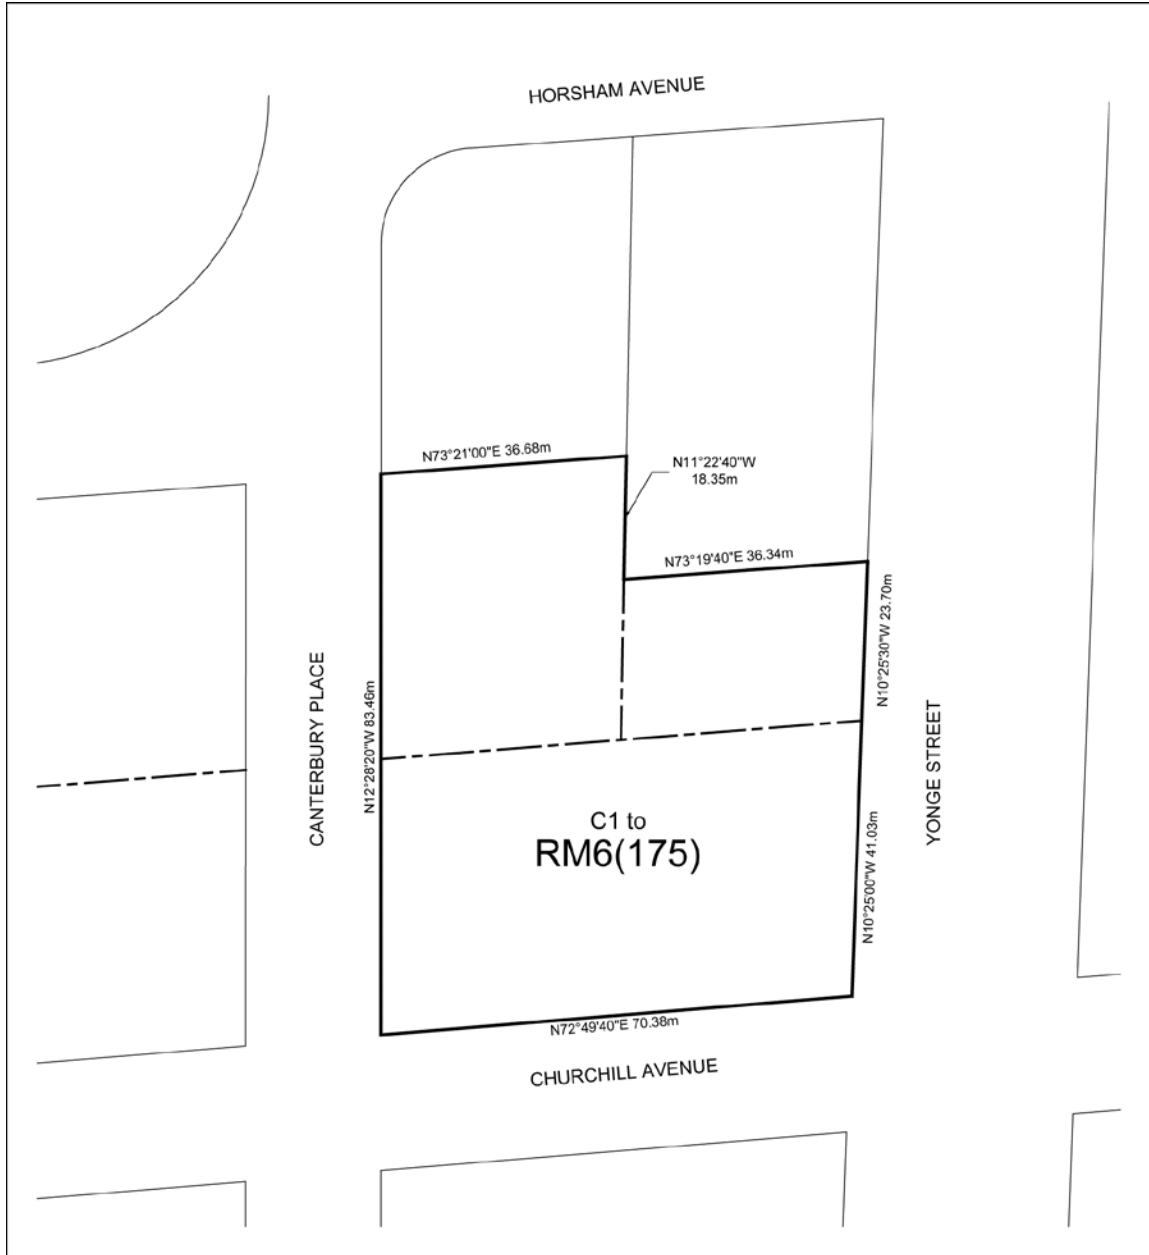 HORSHAM AVENUE
N73°21'00"E 36.68m
N11°22'40"W
18.35m
N73°19'40"E 36.34m
N10°25'30"W 23.70m
CANTERBURY PLACE
N12°28'20"W 83.46m
YONGE STREET
C1 to
RM6(175)
N10°25'00"W 41.03m
N72°49'40"E 70.38m
CHURCHILL AVENUE